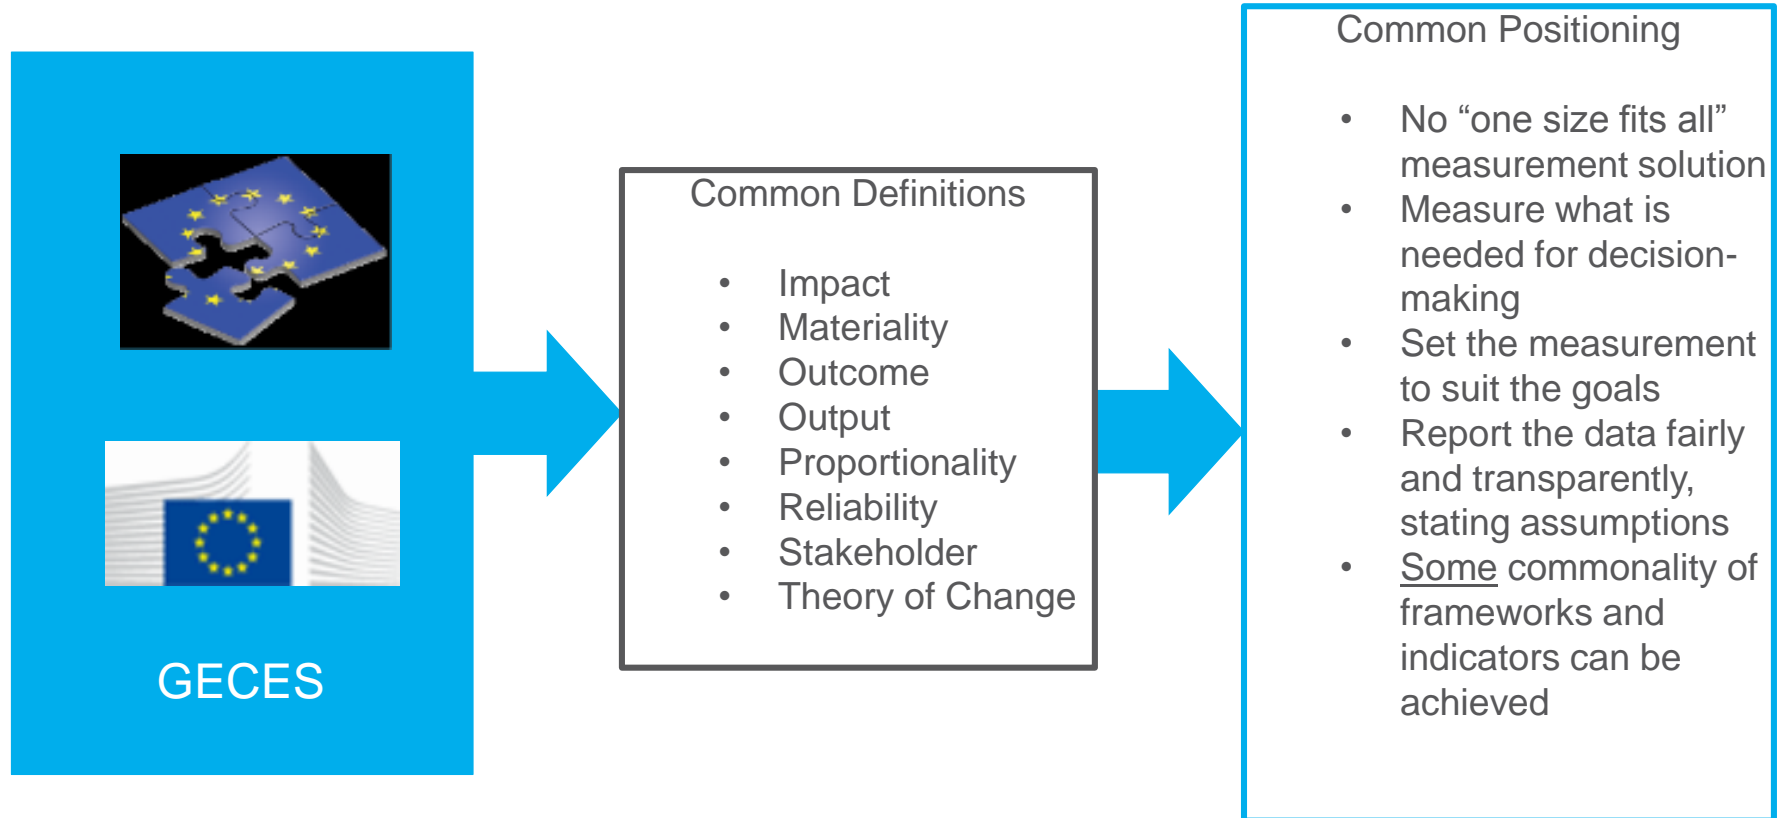 GECES
Common Definitions
• Impact
• Materiality
• Outcome
• Output
• Proportionality
• Reliability
• Stakeholder
• Theory of Change
Common Positioning
• No “one size fits all”
measurement solution
• Measure what is
needed for decision-
making
• Set the measurement
to suit the goals
• Report the data fairly
and transparently,
stating assumptions
• Some commonality of
frameworks and
indicators can be
achieved